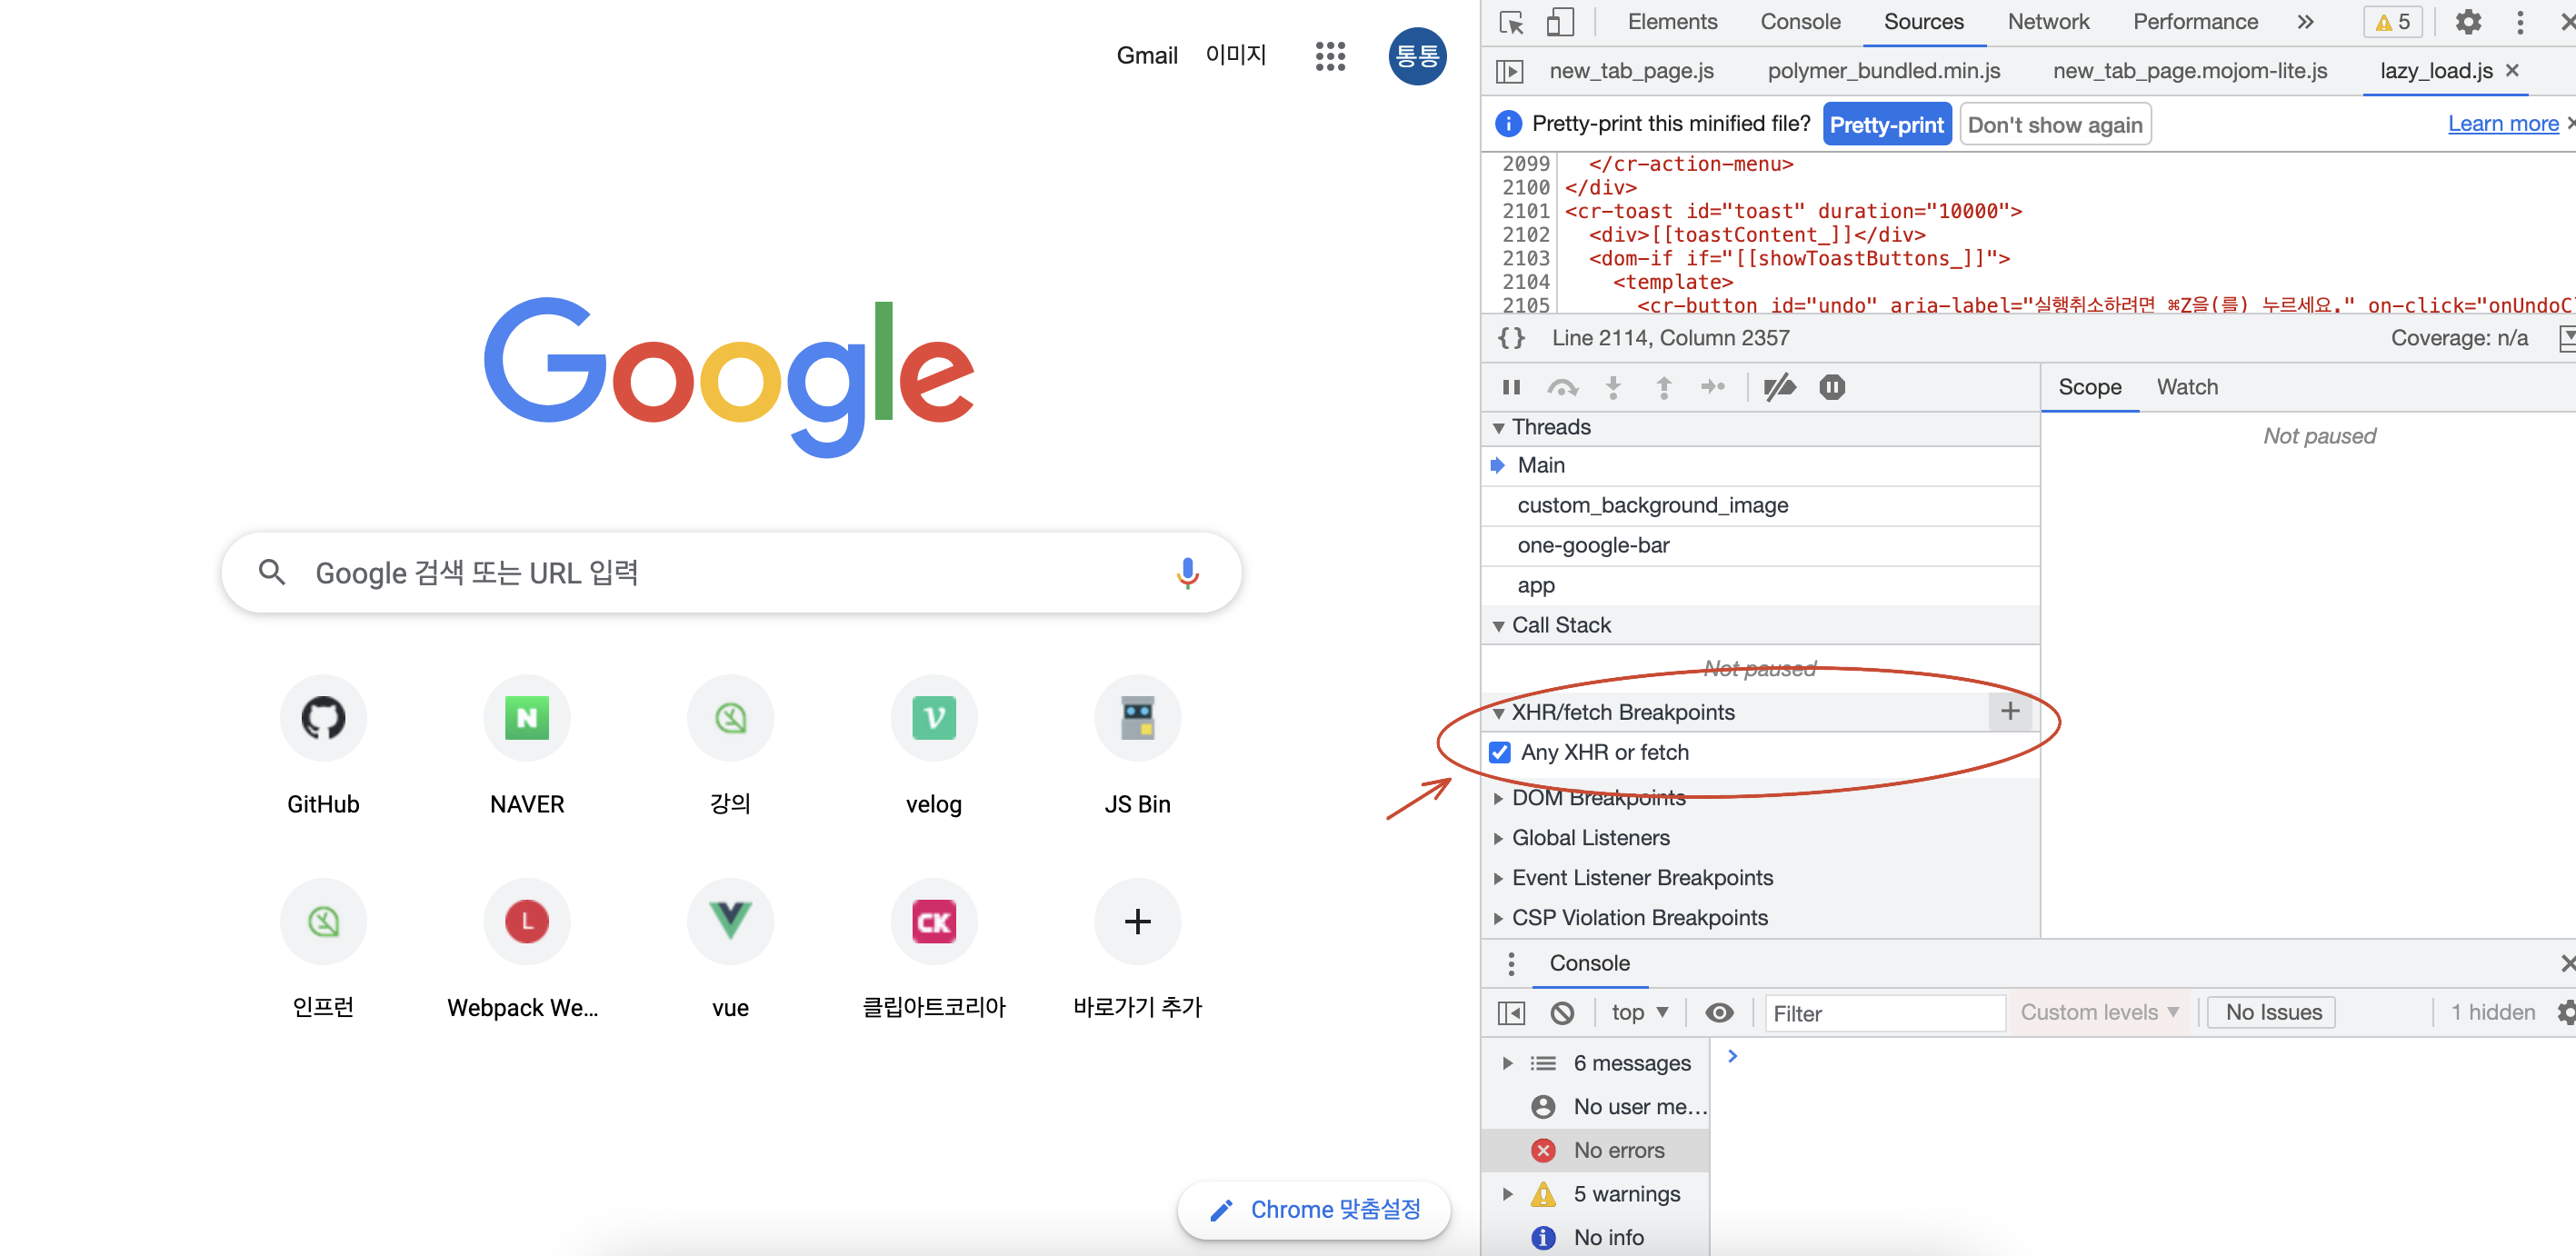 Gmail 이미지 통통
Google
Google 검색 또는 URL 입력
GitHub NAVER 강의 velog JS Bin
인프런 Webpack We... vue 클립아트코리아 바로가기 추가
Chrome 맞춤설정
Elements Console Sources Network Performance » 5
new_tab_page.js polymer_bundled.min.js new_tab_page.mojom-lite.js lazy_load.js
Pretty-print this minified file? Pretty-print Don't show again Learn more
2099 </cr-action-menu>
2100 </div>
2101 <cr-toast id="toast" duration="10000">
2102 <div>[[toastContent_]]</div>
2103 <dom-if if="[[showToastButtons_]]">
2104 <template>
2105 <cr-button id="undo" aria-label="실행취소하려면 ⌘Z을(를) 누르세요." on-click="onUndoC
{} Line 2114, Column 2357 Coverage: n/a
Scope Watch
Not paused
Threads
Main
custom_background_image
one-google-bar
app
Call Stack
Not paused
XHR/fetch Breakpoints +
Any XHR or fetch
DOM Breakpoints
Global Listeners
Event Listener Breakpoints
CSP Violation Breakpoints
Console
top Filter Custom levels No Issues 1 hidden
6 messages
No user me...
No errors
5 warnings
No info